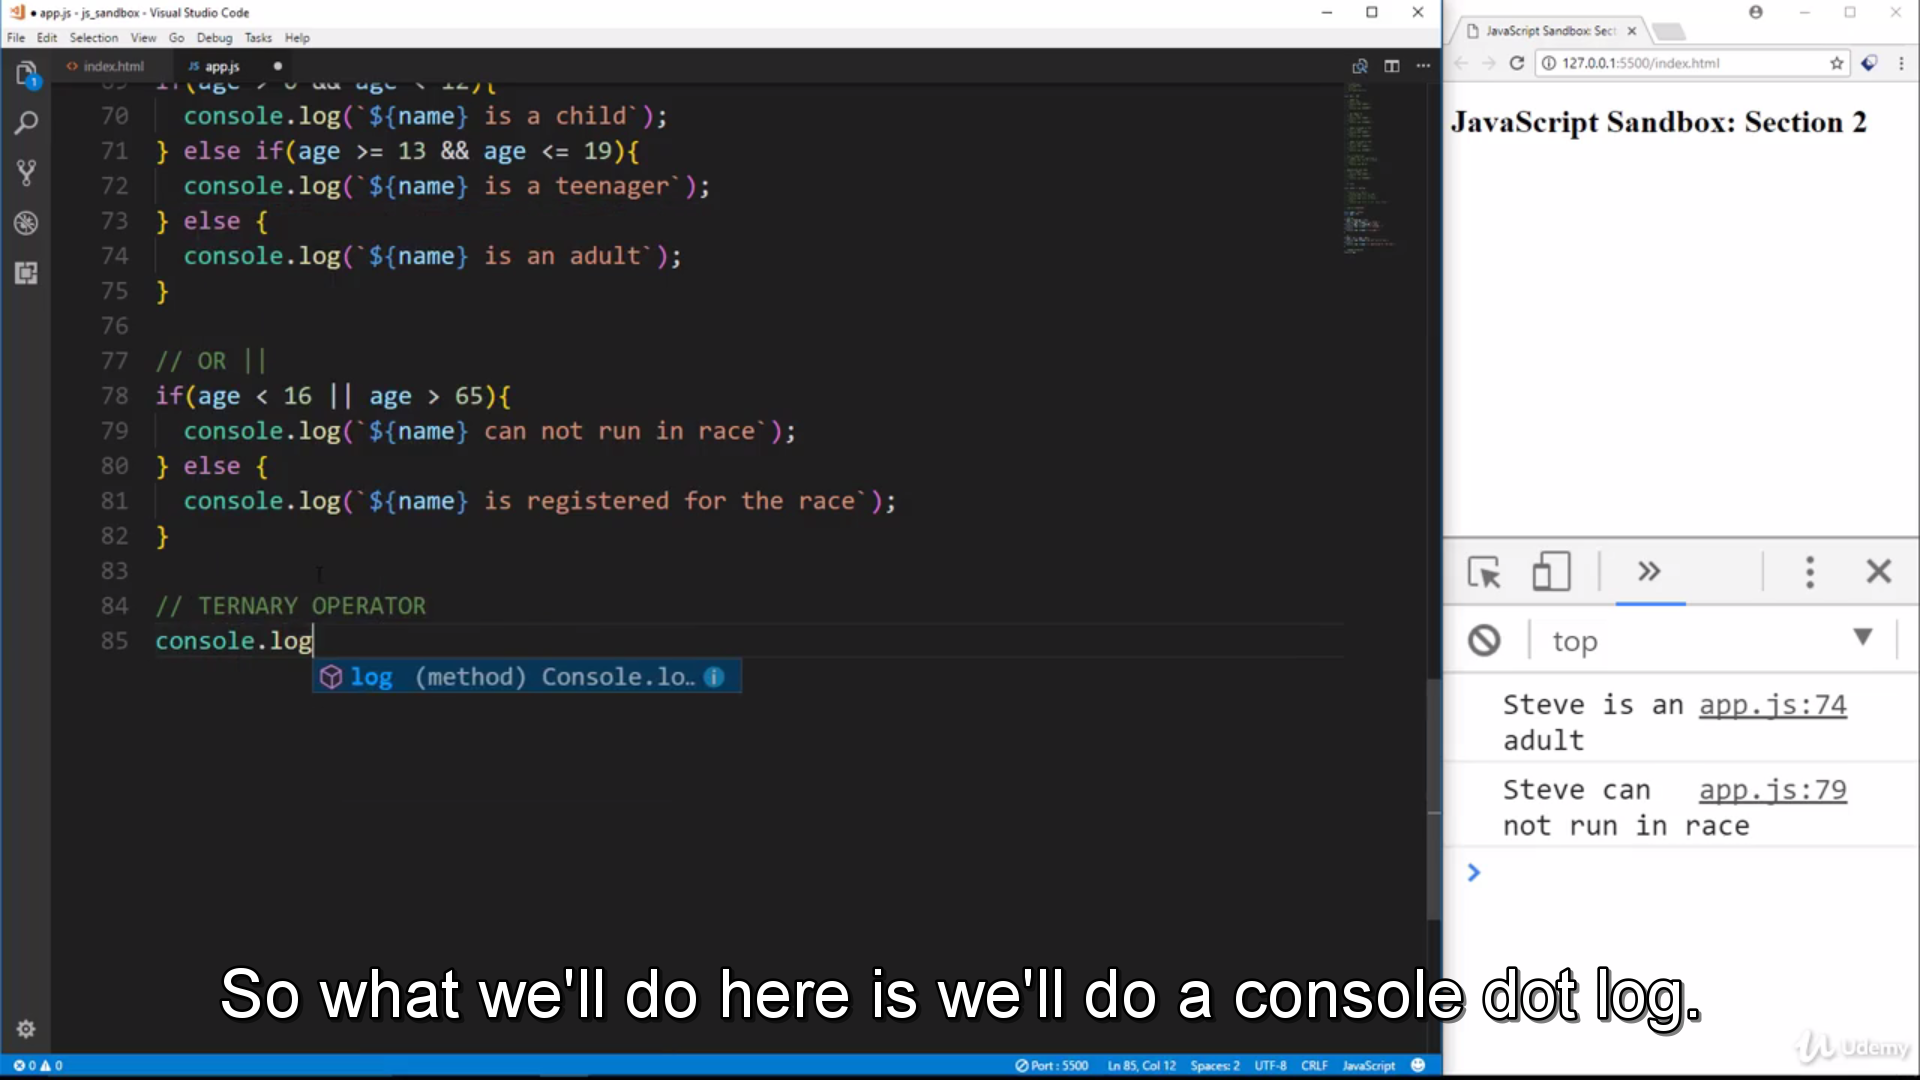 ● app.js - js_sandbox - Visual Studio Code
File Edit Selection View Go Debug Tasks Help
index.html
JS app.js ●
1
if(age > 0 && age < 12){
70 console.log(`${name} is a child`);
71 } else if(age >= 13 && age <= 19){
72 console.log(`${name} is a teenager`);
73 } else {
74 console.log(`${name} is an adult`);
75 }
76
77 // OR ||
78 if(age < 16 || age > 65){
79 console.log(`${name} can not run in race`);
80 } else {
81 console.log(`${name} is registered for the race`);
82 }
83
84 // TERNARY OPERATOR
85 console.log
log (method) Console.lo…
0 0
Port : 5500 Ln 85, Col 12 Spaces: 2 UTF-8 CRLF JavaScript
JavaScript Sandbox: Sect
127.0.0.1:5500/index.html
JavaScript Sandbox: Section 2
top
Steve is an app.js:74
adult
Steve can app.js:79
not run in race
So what we'll do here is we'll do a console dot log.
Udemy